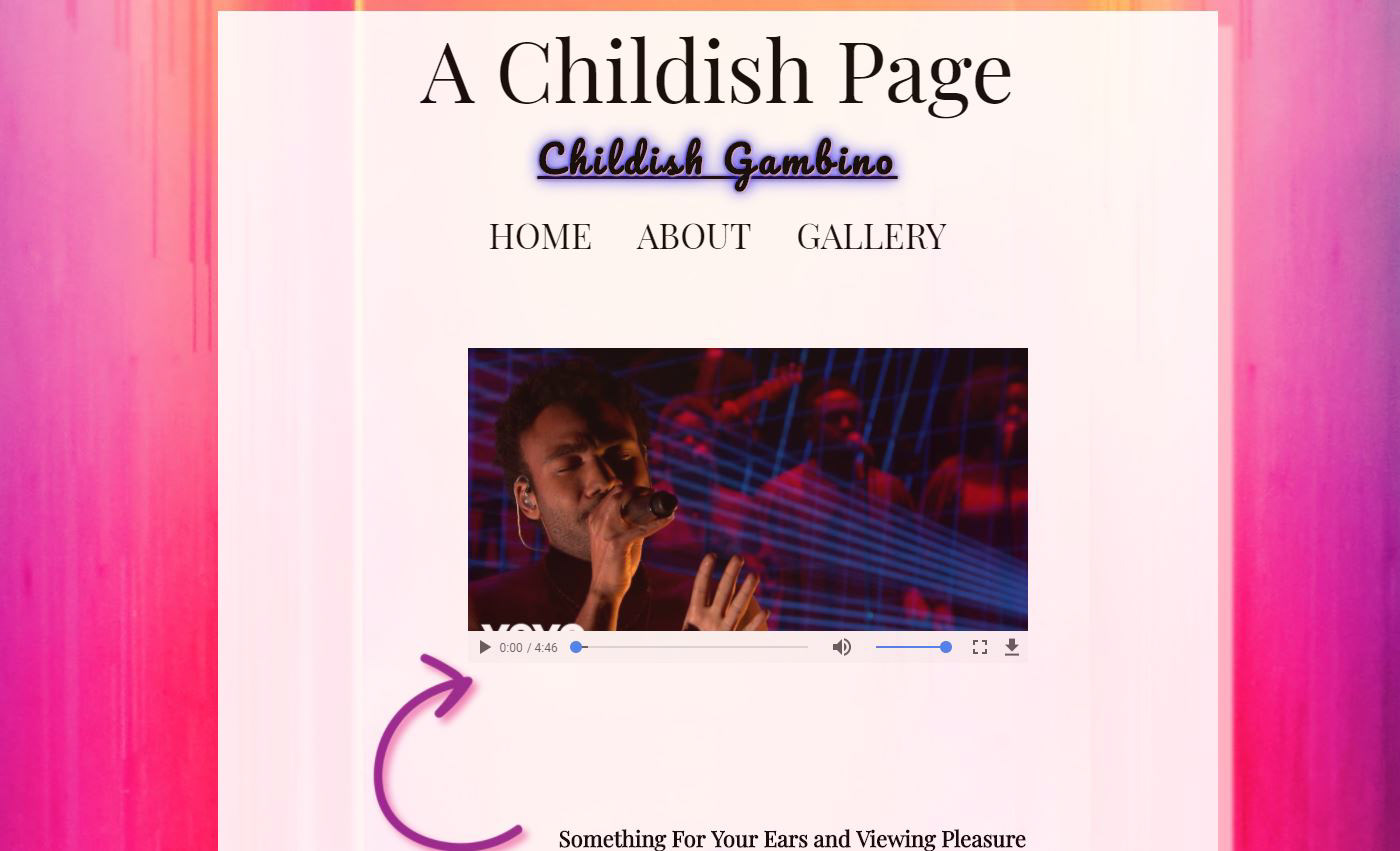 A Childish Page
Childish Gambino
HOME ABOUT GALLERY
0:00 / 4:46
Something For Your Ears and Viewing Pleasure